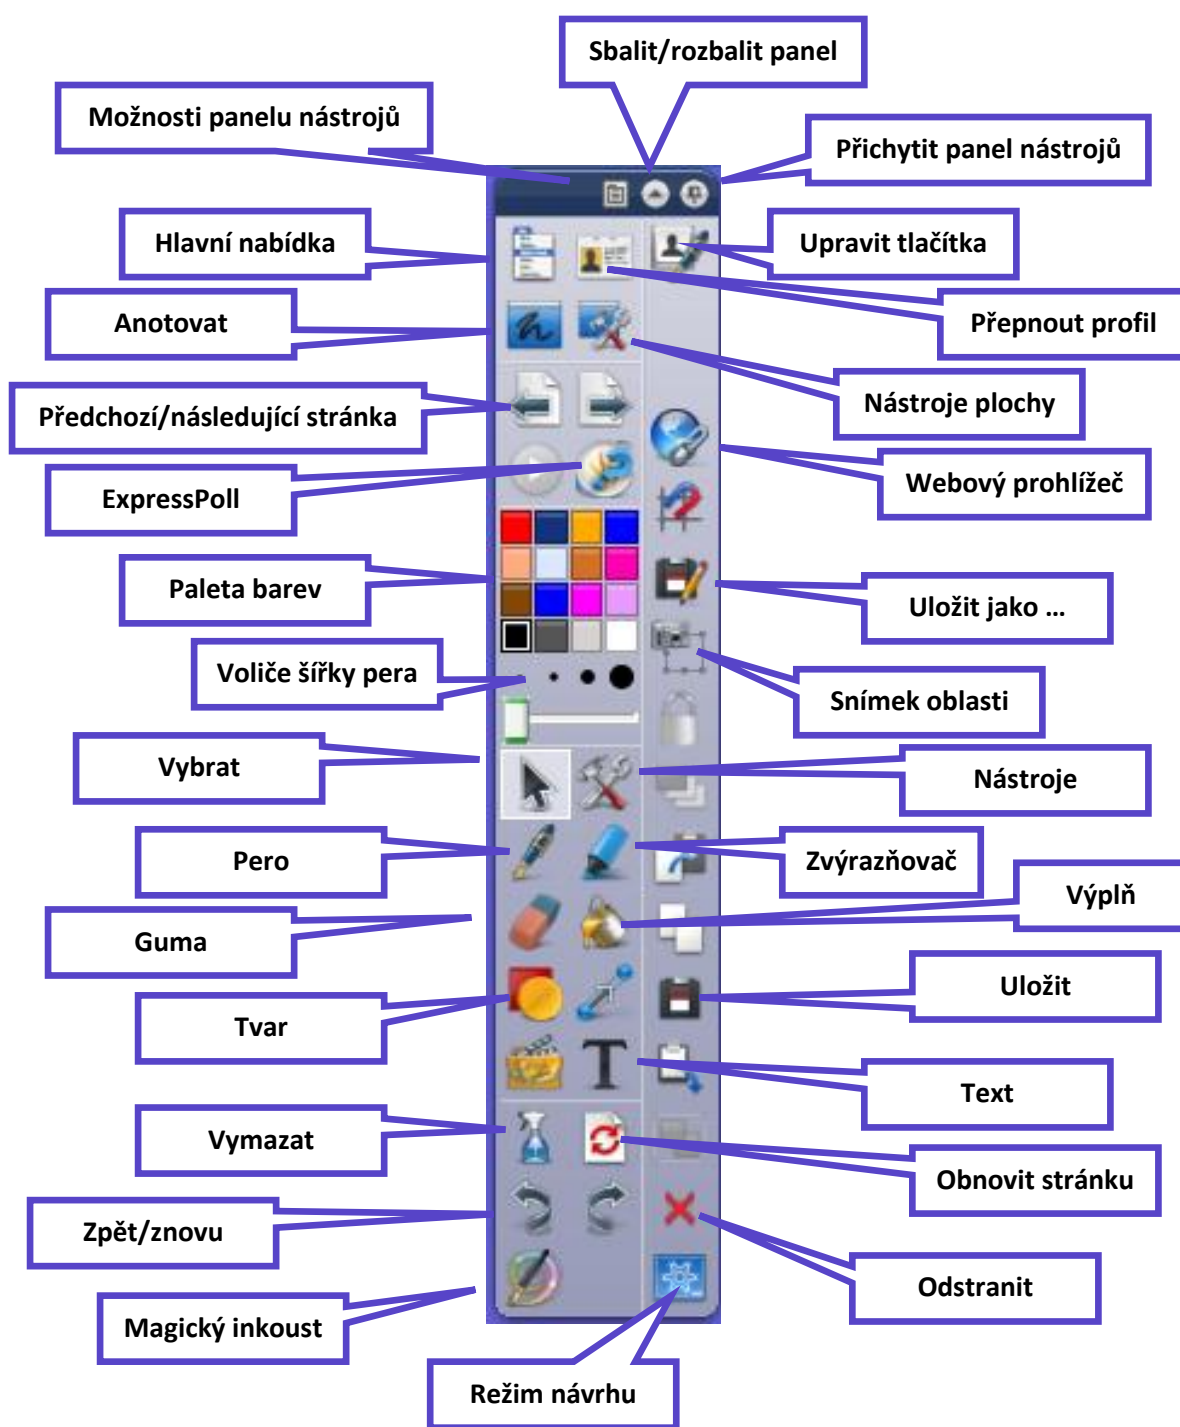 Sbalit/rozbalit panel
Možnosti panelu nástrojů
Přichytit panel nástrojů
Hlavní nabídka
Upravit tlačítka
Anotovat
Přepnout profil
Předchozí/následující stránka
Nástroje plochy
ExpressPoll
Webový prohlížeč
Paleta barev
Uložit jako ...
Voliče šířky pera
Snímek oblasti
Vybrat
Nástroje
Pero
Zvýrazňovač
Výplň
Guma
Uložit
Tvar
T
Text
Vymazat
Obnovit stránku
Zpět/znovu
Odstranit
Magický inkoust
Režim návrhu